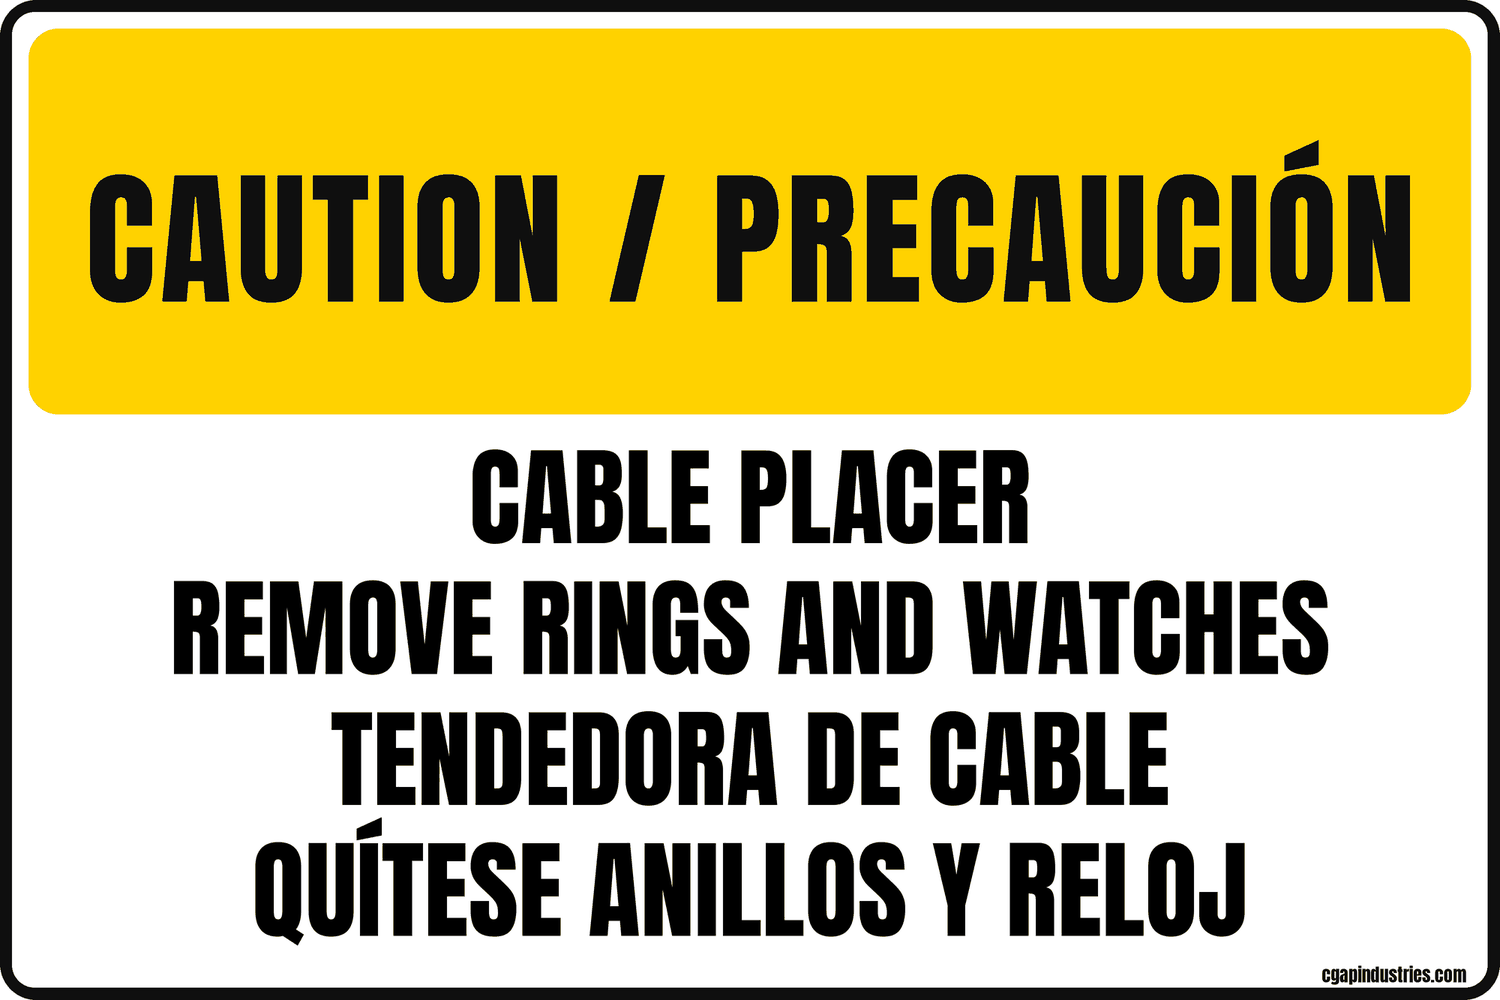 CAUTION / PRECAUCIÓN
CABLE PLACER
REMOVE RINGS AND WATCHES
TENDEDORA DE CABLE
QUÍTESE ANILLOS Y RELOJ
cgapindustries.com